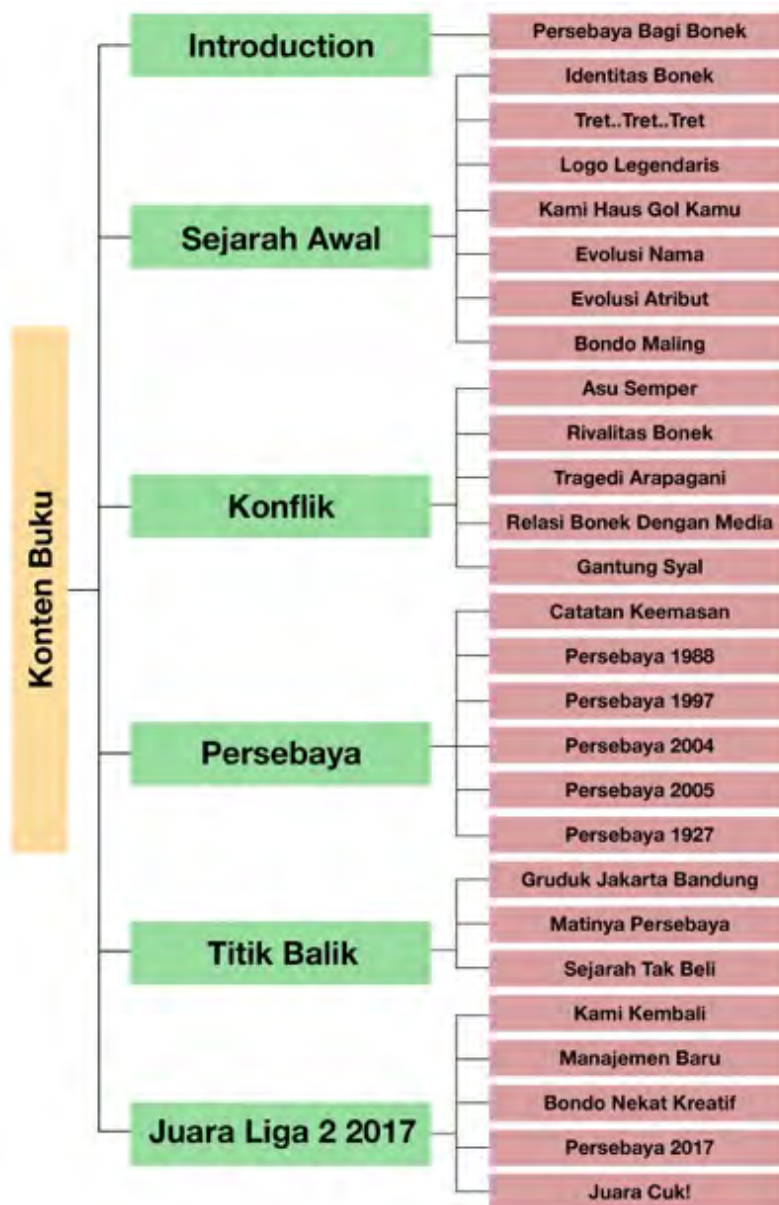 Konten Buku
Introduction
Persebaya Bagi Bonek
Sejarah Awal
Identitas Bonek
Tret..Tret..Tret
Logo Legendaris
Kami Haus Gol Kamu
Evolusi Nama
Evolusi Atribut
Bondo Maling
Konflik
Asu Semper
Rivalitas Bonek
Tragedi Arapagani
Relasi Bonek Dengan Media
Gantung Syal
Persebaya
Catatan Keemasan
Persebaya 1988
Persebaya 1997
Persebaya 2004
Persebaya 2005
Persebaya 1927
Titik Balik
Gruduk Jakarta Bandung
Matinya Persebaya
Sejarah Tak Beli
Juara Liga 2 2017
Kami Kembali
Manajemen Baru
Bondo Nekat Kreatif
Persebaya 2017
Juara Cuk!